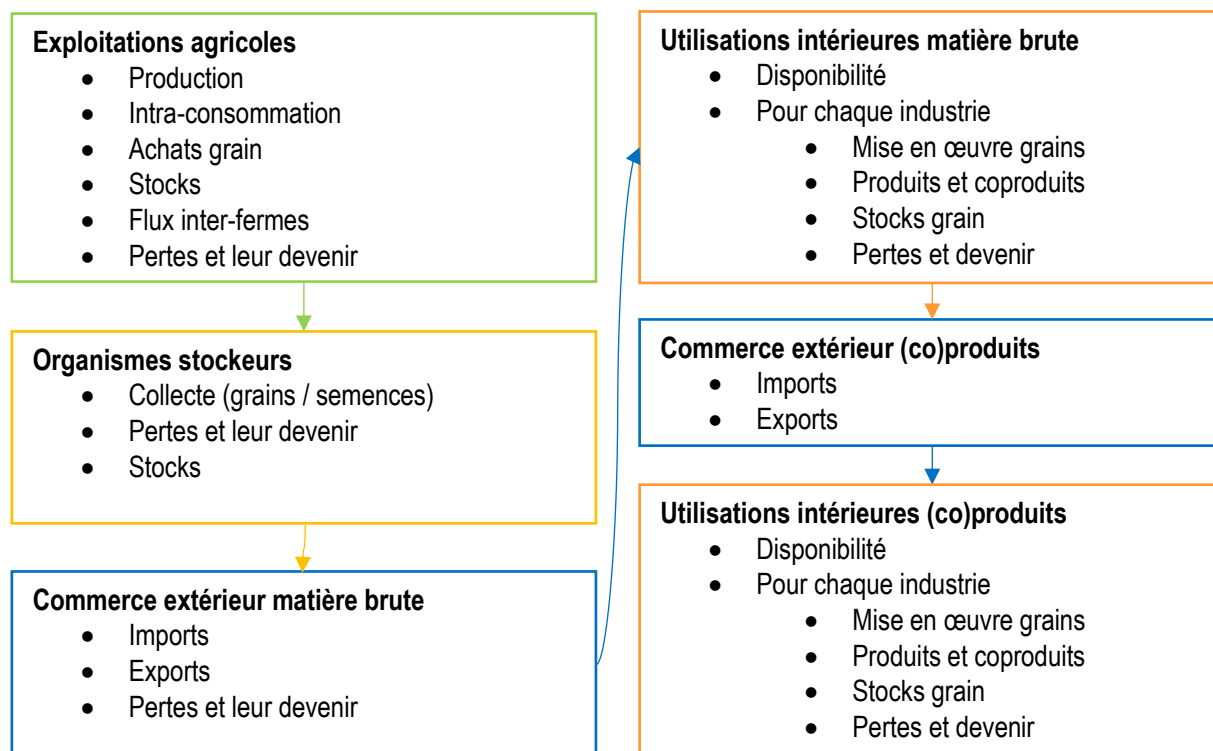 Exploitations agricoles
• Production
• Intra-consommation
• Achats grain
• Stocks
• Flux inter-fermes
• Pertes et leur devenir
Organismes stockeurs
• Collecte (grains / semences)
• Pertes et leur devenir
• Stocks
Commerce extérieur matière brute
• Imports
• Exports
• Pertes et leur devenir
Utilisations intérieures matière brute
• Disponibilité
• Pour chaque industrie
• Mise en œuvre grains
• Produits et coproduits
• Stocks grain
• Pertes et devenir
Commerce extérieur (co)produits
• Imports
• Exports
Utilisations intérieures (co)produits
• Disponibilité
• Pour chaque industrie
• Mise en œuvre grains
• Produits et coproduits
• Stocks grain
• Pertes et devenir